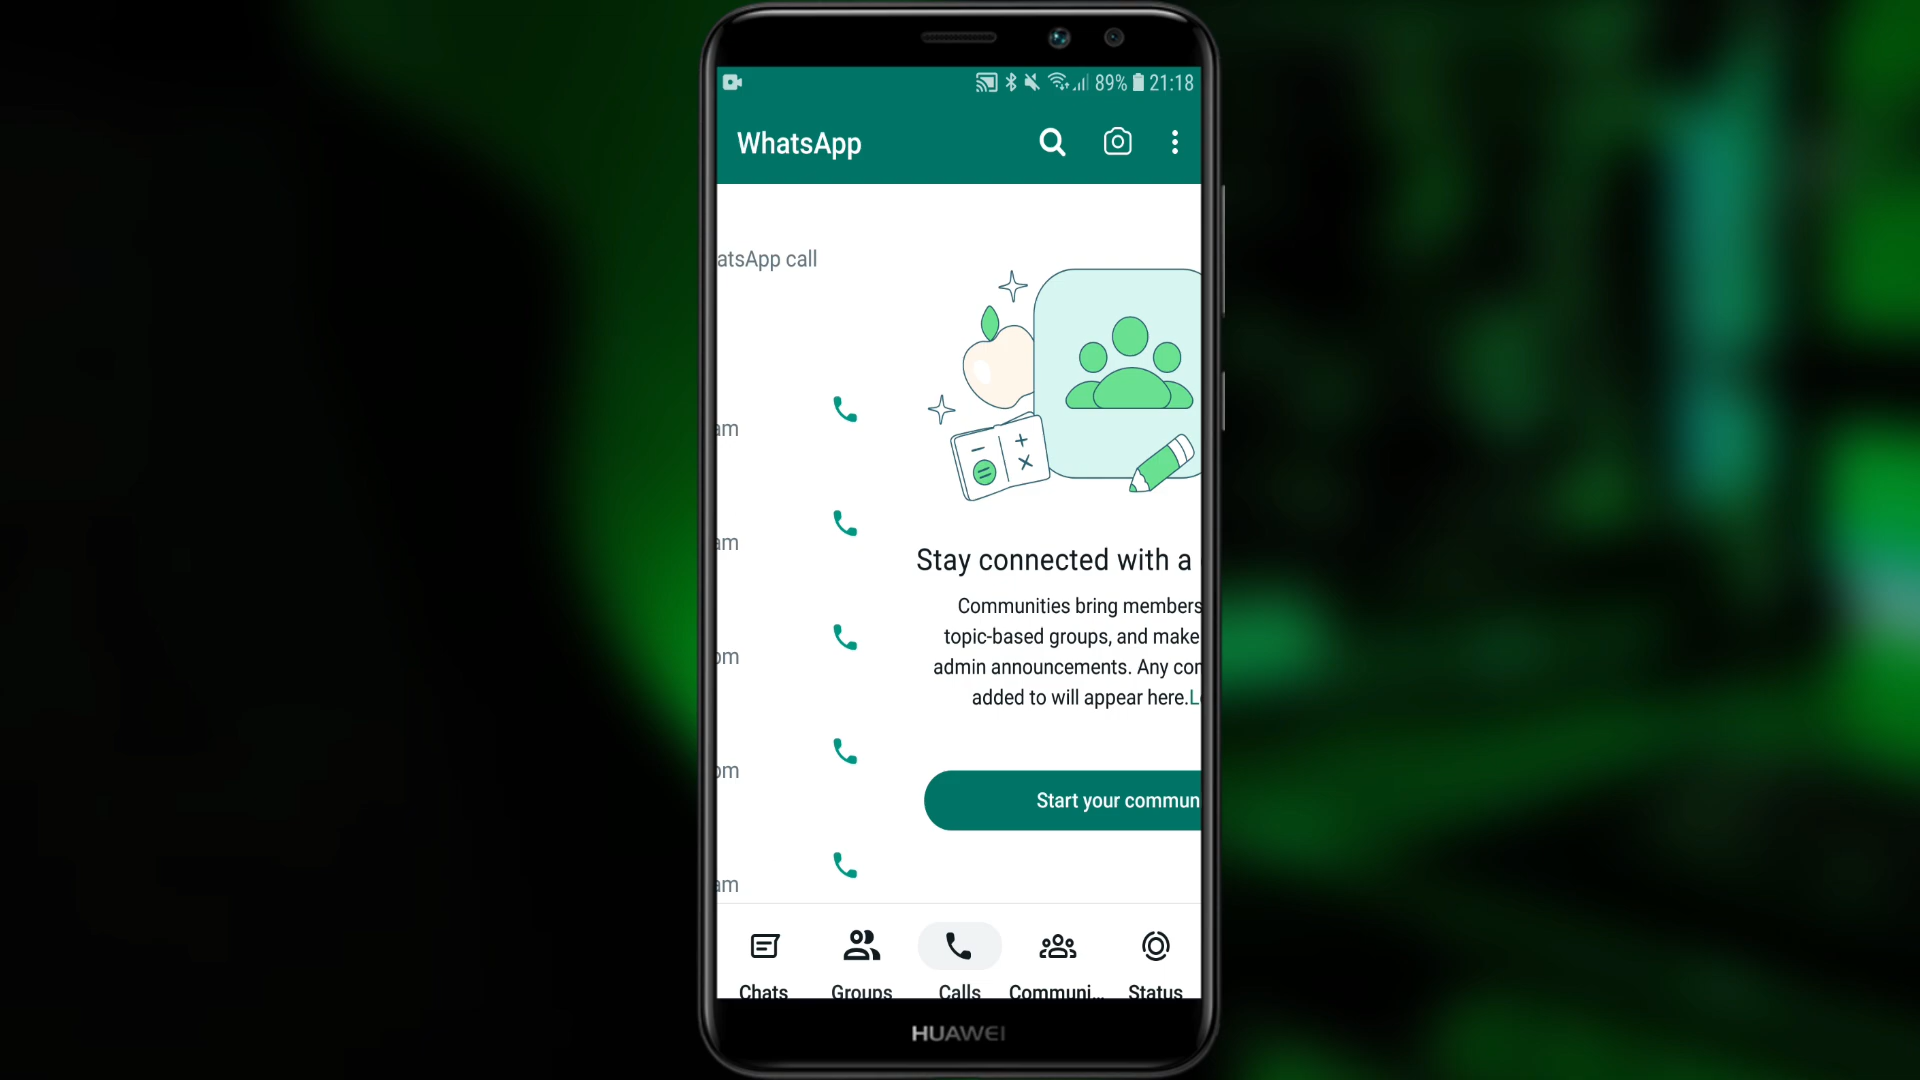 89% 21:18
WhatsApp
atsApp call
am
am
pm
pm
am
Stay connected with a
Communities bring members
topic-based groups, and make
admin announcements. Any con
added to will appear here.Le
Start your commun
Chats Groups Calls Communi... Status
HUAWEI